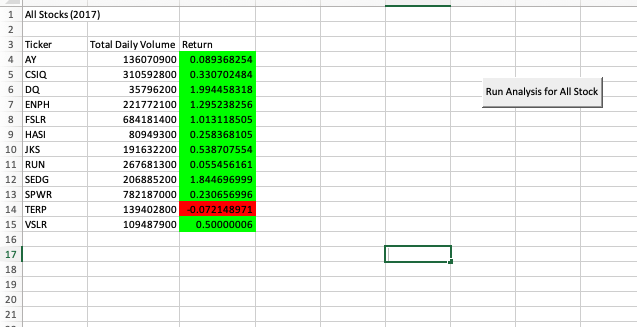 1 All Stocks (2017)
2
3 Ticker Total Daily Volume Return
4 AY 136070900 0.089368254
5 CSIQ 310592800 0.330702484
6 DQ 35796200 1.994458318
Run Analysis for All Stock
7 ENPH 221772100 1.295238256
8 FSLR 684181400 1.013118505
9 HASI 80949300 0.258368105
10 JKS 191632200 0.538707554
11 RUN 267681300 0.055456161
12 SEDG 206885200 1.844696999
13 SPWR 782187000 0.230656996
14 TERP 139402800 -0.072148971
15 VSLR 109487900 0.50000006
16
17
18
19
20
21